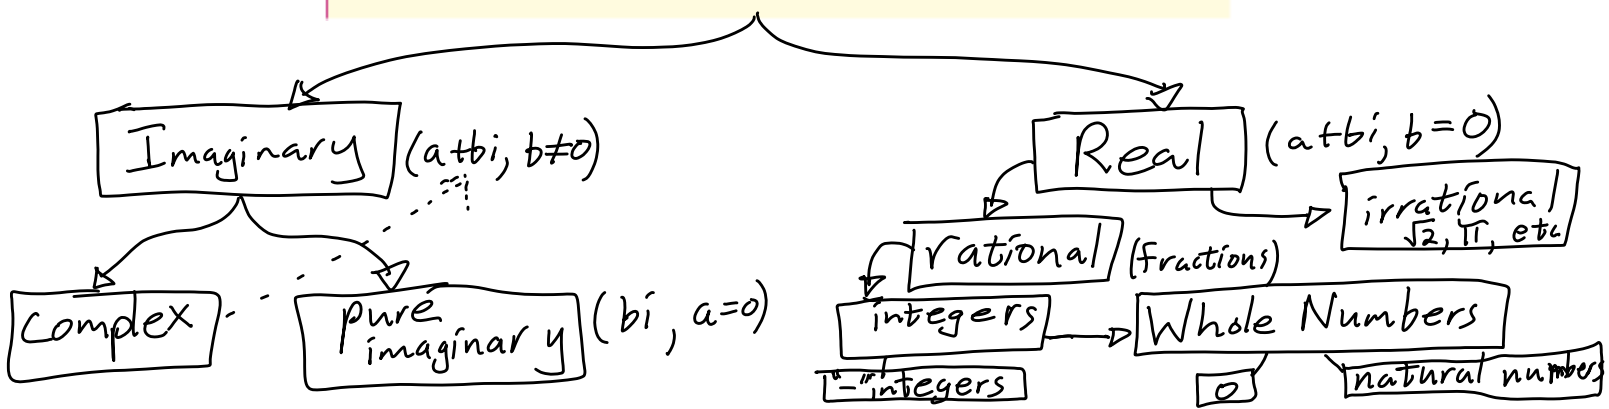 Imaginary (a+bi, b≠0)
Real (a+bi, b=0)
irrational
√2, π, etc
rational (fractions)
complex
pure
imaginary
(bi, a=0)
integers
Whole Numbers
"-" integers
0
natural numbers